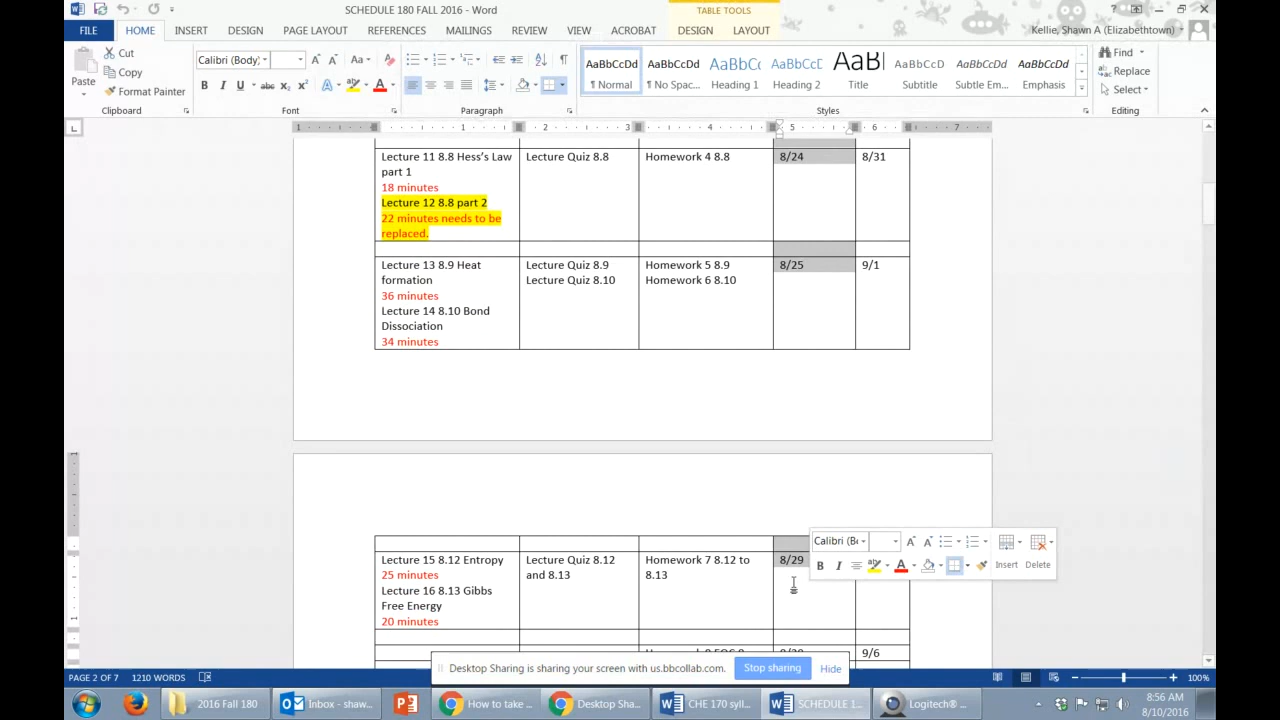 SCHEDULE 180 FALL 2016 - Word
TABLE TOOLS
FILE HOME INSERT DESIGN PAGE LAYOUT REFERENCES MAILINGS REVIEW VIEW ACROBAT DESIGN LAYOUT
Kellie, Shawn A (Elizabethtown)
Paste
Cut
Copy
Format Painter
Clipboard
Calibri (Body)
Font
Paragraph
AaBbCcDd
¶ Normal
AaBbCcDd
¶ No Spac...
AaBbCc
Heading 1
AaBbCcD
Heading 2
AaB
Title
AaBbCcD
Subtitle
AaBbCcDd
Subtle Em...
AaBbCcDd
Emphasis
Styles
Find
Replace
Select
Editing
1 1 2 3 4 5 6 7
Lecture 11 8.8 Hess’s Law
part 1
18 minutes
Lecture 12 8.8 part 2
22 minutes needs to be
replaced.
Lecture Quiz 8.8
Homework 4 8.8
8/24
8/31
Lecture 13 8.9 Heat
formation
36 minutes
Lecture 14 8.10 Bond
Dissociation
34 minutes
Lecture Quiz 8.9
Lecture Quiz 8.10
Homework 5 8.9
Homework 6 8.10
8/25
9/1
Lecture 15 8.12 Entropy
25 minutes
Lecture 16 8.13 Gibbs
Free Energy
20 minutes
Lecture Quiz 8.12
and 8.13
Homework 7 8.12 to
8.13
8/29
Calibri (B
Insert
Delete
9/6
Desktop Sharing is sharing your screen with us.bbcollab.com.
Stop sharing
Hide
PAGE 2 OF 7 1210 WORDS
100%
2016 Fall 180
Inbox - shaw...
How to take ...
Desktop Sha...
CHE 170 syll...
SCHEDULE 1...
Logitech® ...
8:56 AM
8/10/2016